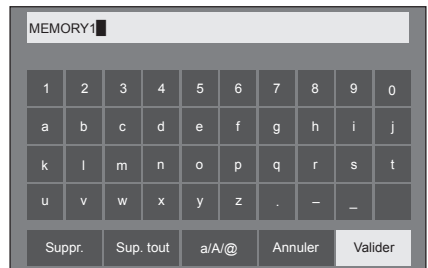 MEMORY1
1 2 3 4 5 6 7 8 9 0
a b c d e f g h i j
k l m n o p q r s t
u v w x y z . – _
Suppr. Sup. tout a/A/@ Annuler Valider